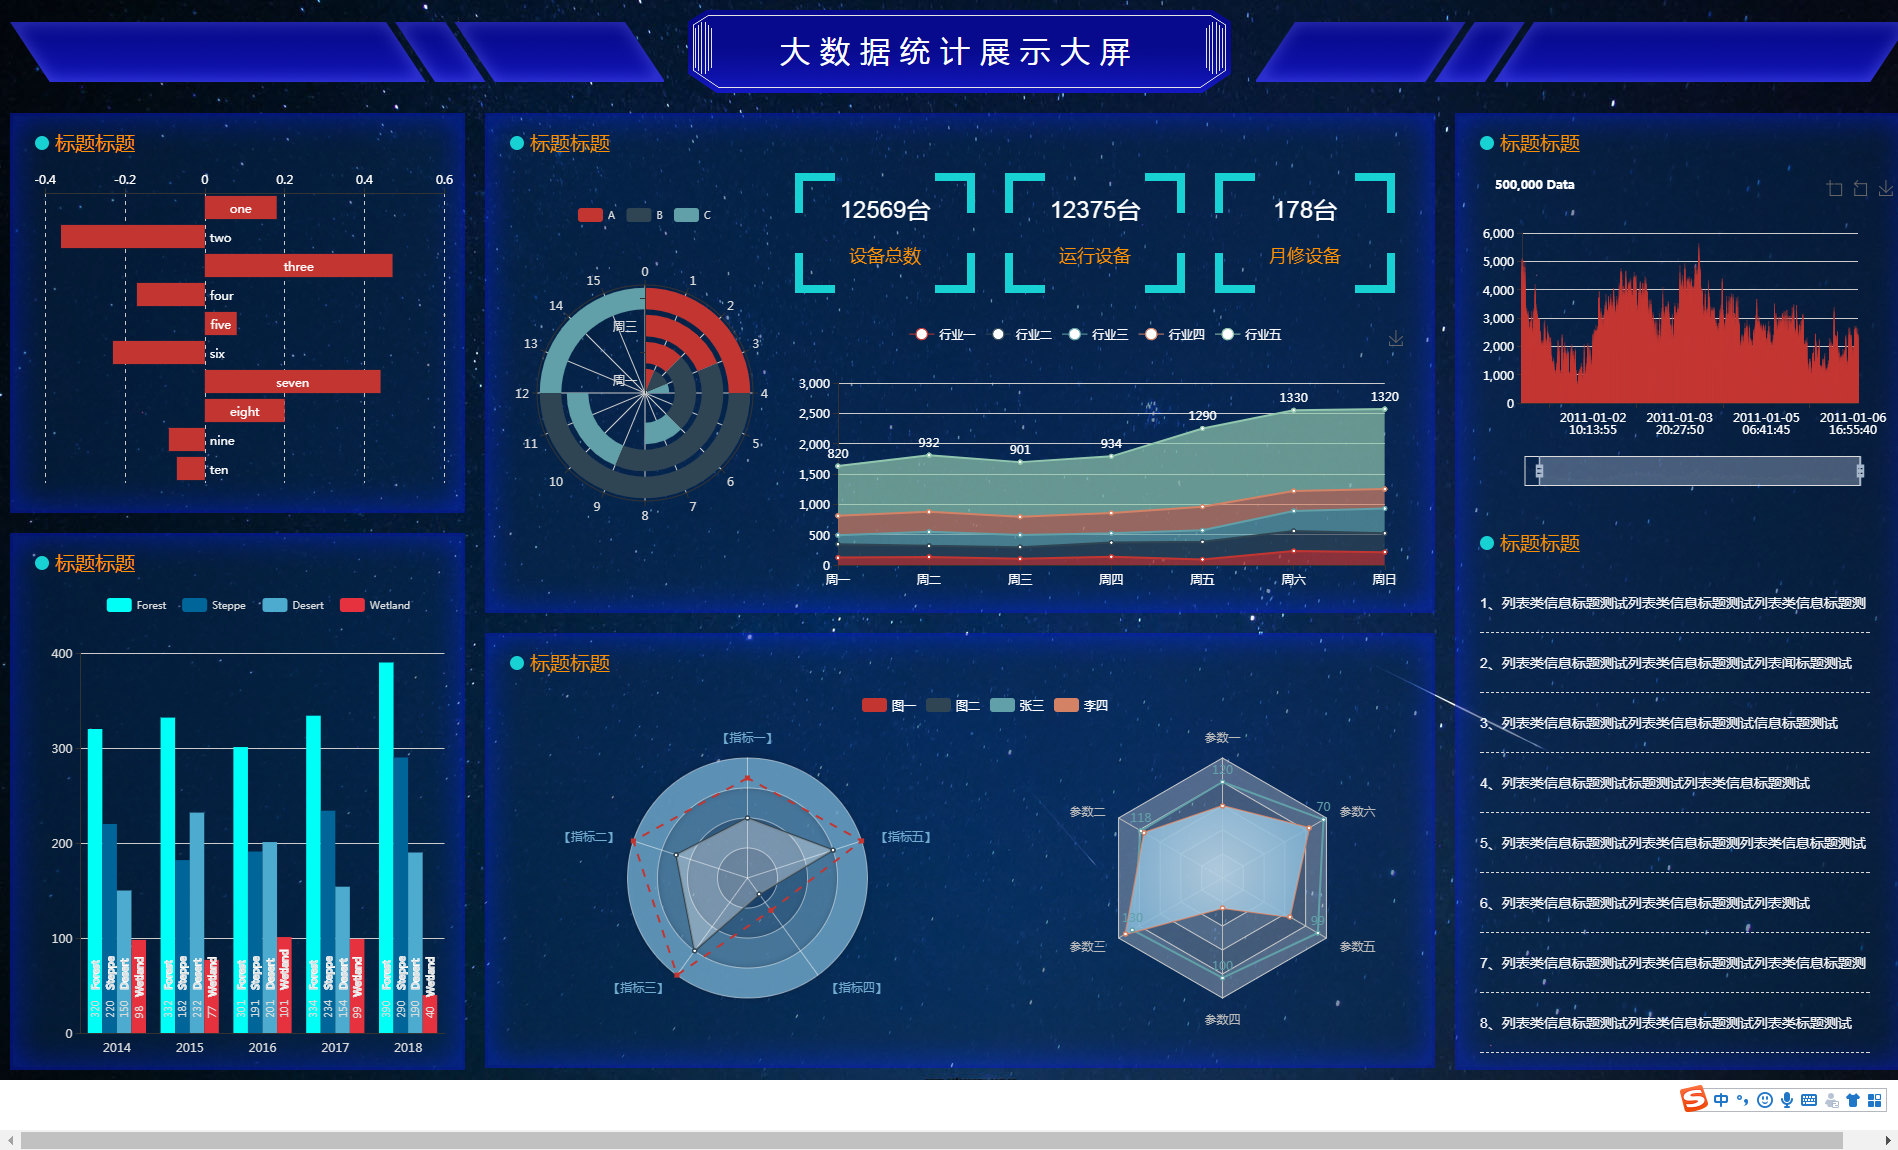 大数据统计展示大屏
标题标题
-0.4 -0.2 0 0.2 0.4 0.6
one
two
three
four
five
six
seven
eight
nine
ten
标题标题
Forest Steppe Desert Wetland
400
300
200
100
0
320 Forest 220 Steppe 150 Desert 98 Wetland
332 Forest 182 Steppe 232 Desert 77 Wetland
301 Forest 191 Steppe 201 Desert 101 Wetland
334 Forest 234 Steppe 154 Desert 99 Wetland
390 Forest 290 Steppe 190 Desert 40 Wetland
2014 2015 2016 2017 2018
标题标题
A B C
0
1
2
3
4
5
6
7
8
9
10
11
12
13
14
15
周三
周一
12569台
设备总数
12375台
运行设备
178台
月修设备
行业一 行业二 行业三 行业四 行业五
3,000
2,500
2,000
1,500
1,000
500
0
820 932 901 934 1290 1330 1320
周一 周二 周三 周四 周五 周六 周日
标题标题
图一 图二 张三 李四
【指标一】
【指标二】
【指标三】
【指标四】
【指标五】
参数一
参数二
参数三
参数四
参数五
参数六
120
118
130
100
99
70
标题标题
500,000 Data
6,000
5,000
4,000
3,000
2,000
1,000
0
2011-01-02 2011-01-03 2011-01-05 2011-01-06
10:13:55 20:27:50 06:41:45 16:55:40
标题标题
1、列表类信息标题测试列表类信息标题测试列表类信息标题测
2、列表类信息标题测试列表类信息标题测试列表闻标题测试
3、列表类信息标题测试列表类信息标题测试信息标题测试
4、列表类信息标题测试标题测试列表类信息标题测试
5、列表类信息标题测试列表类信息标题测列表类信息标题测试
6、列表类信息标题测试列表类信息标题测试列表测试
7、列表类信息标题测试列表类信息标题测试列表类信息标题测
8、列表类信息标题测试列表类信息标题测试列表类标题测试
S 中